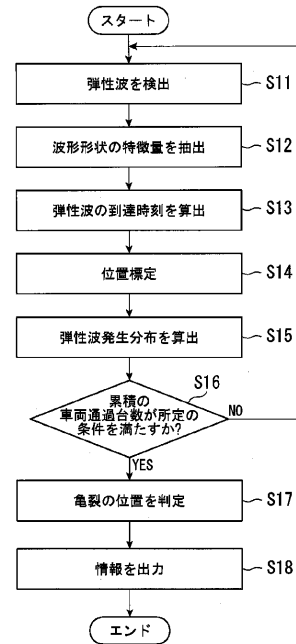 スタート
弾性波を検出
S11
波形形状の特徴量を抽出
S12
弾性波の到達時刻を算出
S13
位置標定
S14
弾性波発生分布を算出
S15
S16
累積の
車両通過台数が所定の
条件を満たすか?
NO
YES
亀裂の位置を判定
S17
情報を出力
S18
エンド